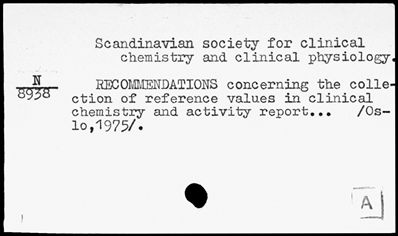 Scandinavian society for clinical
chemistry and clinical physiology.
N
8938
RECOMMENDATIONS concerning the colle-
ction of reference values in clinical
chemistry and activity report... /Os-
lo,1975/.
A